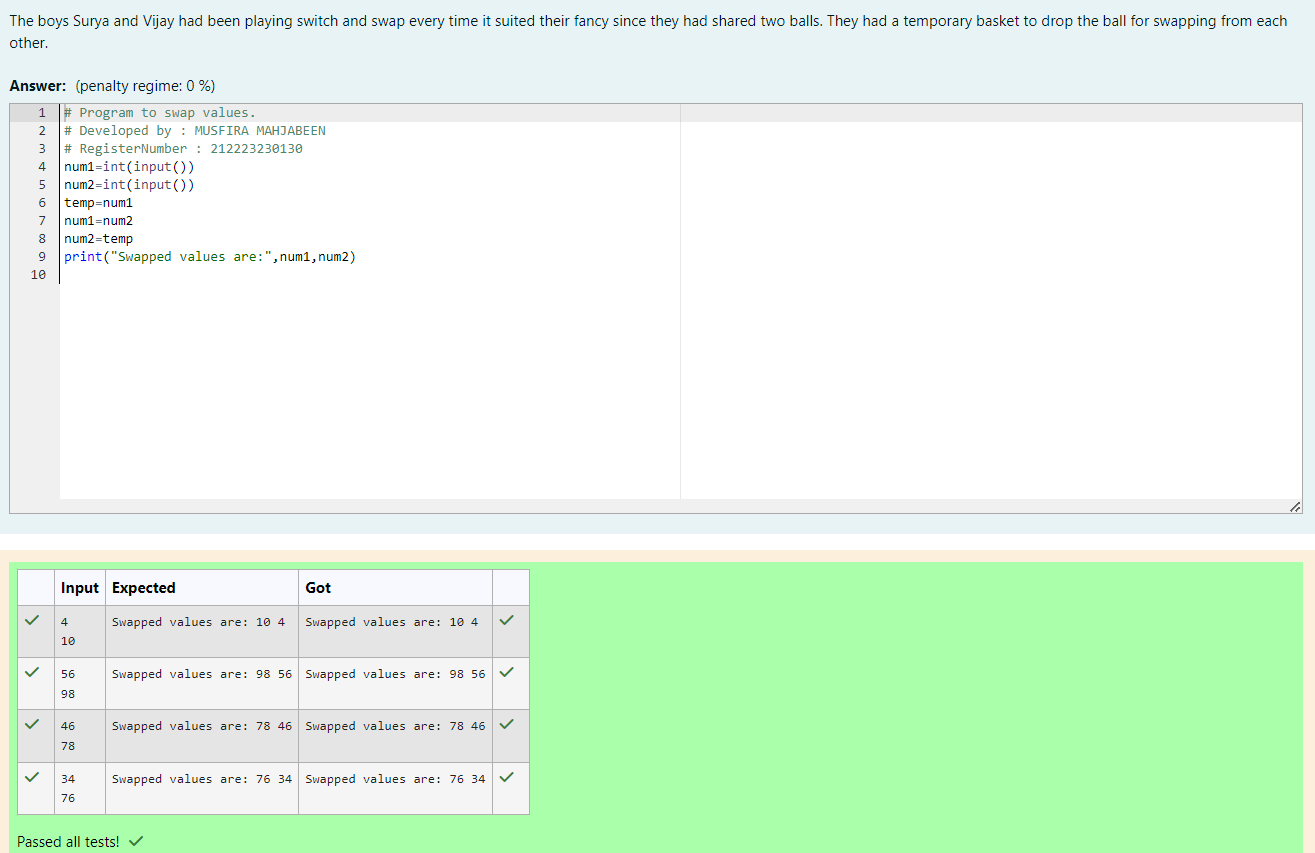 The boys Surya and Vijay had been playing switch and swap every time it suited their fancy since they had shared two balls. They had a temporary basket to drop the ball for swapping from each
other.
Answer: (penalty regime: 0 %)
1 # Program to swap values.
2 # Developed by : MUSFIRA MAHJABEEN
3 # RegisterNumber : 212223230130
4 num1=int(input())
5 num2=int(input())
6 temp=num1
7 num1=num2
8 num2=temp
9 print("Swapped values are:",num1,num2)
10
Input Expected Got
4 Swapped values are: 10 4 Swapped values are: 10 4
10
56 Swapped values are: 98 56 Swapped values are: 98 56
98
46 Swapped values are: 78 46 Swapped values are: 78 46
78
34 Swapped values are: 76 34 Swapped values are: 76 34
76
Passed all tests!